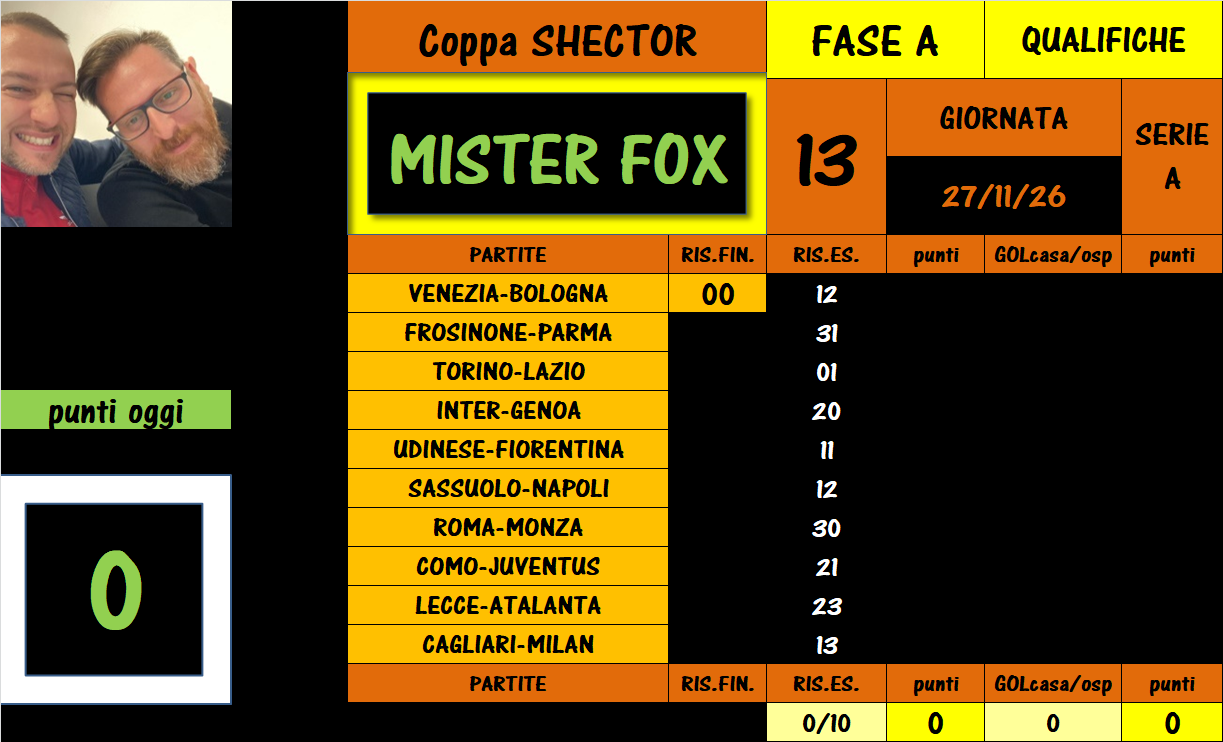 Coppa SHECTOR
FASE A
QUALIFICHE
MISTER FOX
13
GIORNATA
27/11/26
SERIE
A
PARTITE RIS.FIN. RIS.ES. punti GOLcasa/osp punti
VENEZIA-BOLOGNA 00 12
FROSINONE-PARMA 31
TORINO-LAZIO 01
INTER-GENOA 20
UDINESE-FIORENTINA 11
SASSUOLO-NAPOLI 12
ROMA-MONZA 30
COMO-JUVENTUS 21
LECCE-ATALANTA 23
CAGLIARI-MILAN 13
PARTITE RIS.FIN. RIS.ES. punti GOLcasa/osp punti
0/10 0 0 0
punti oggi
0